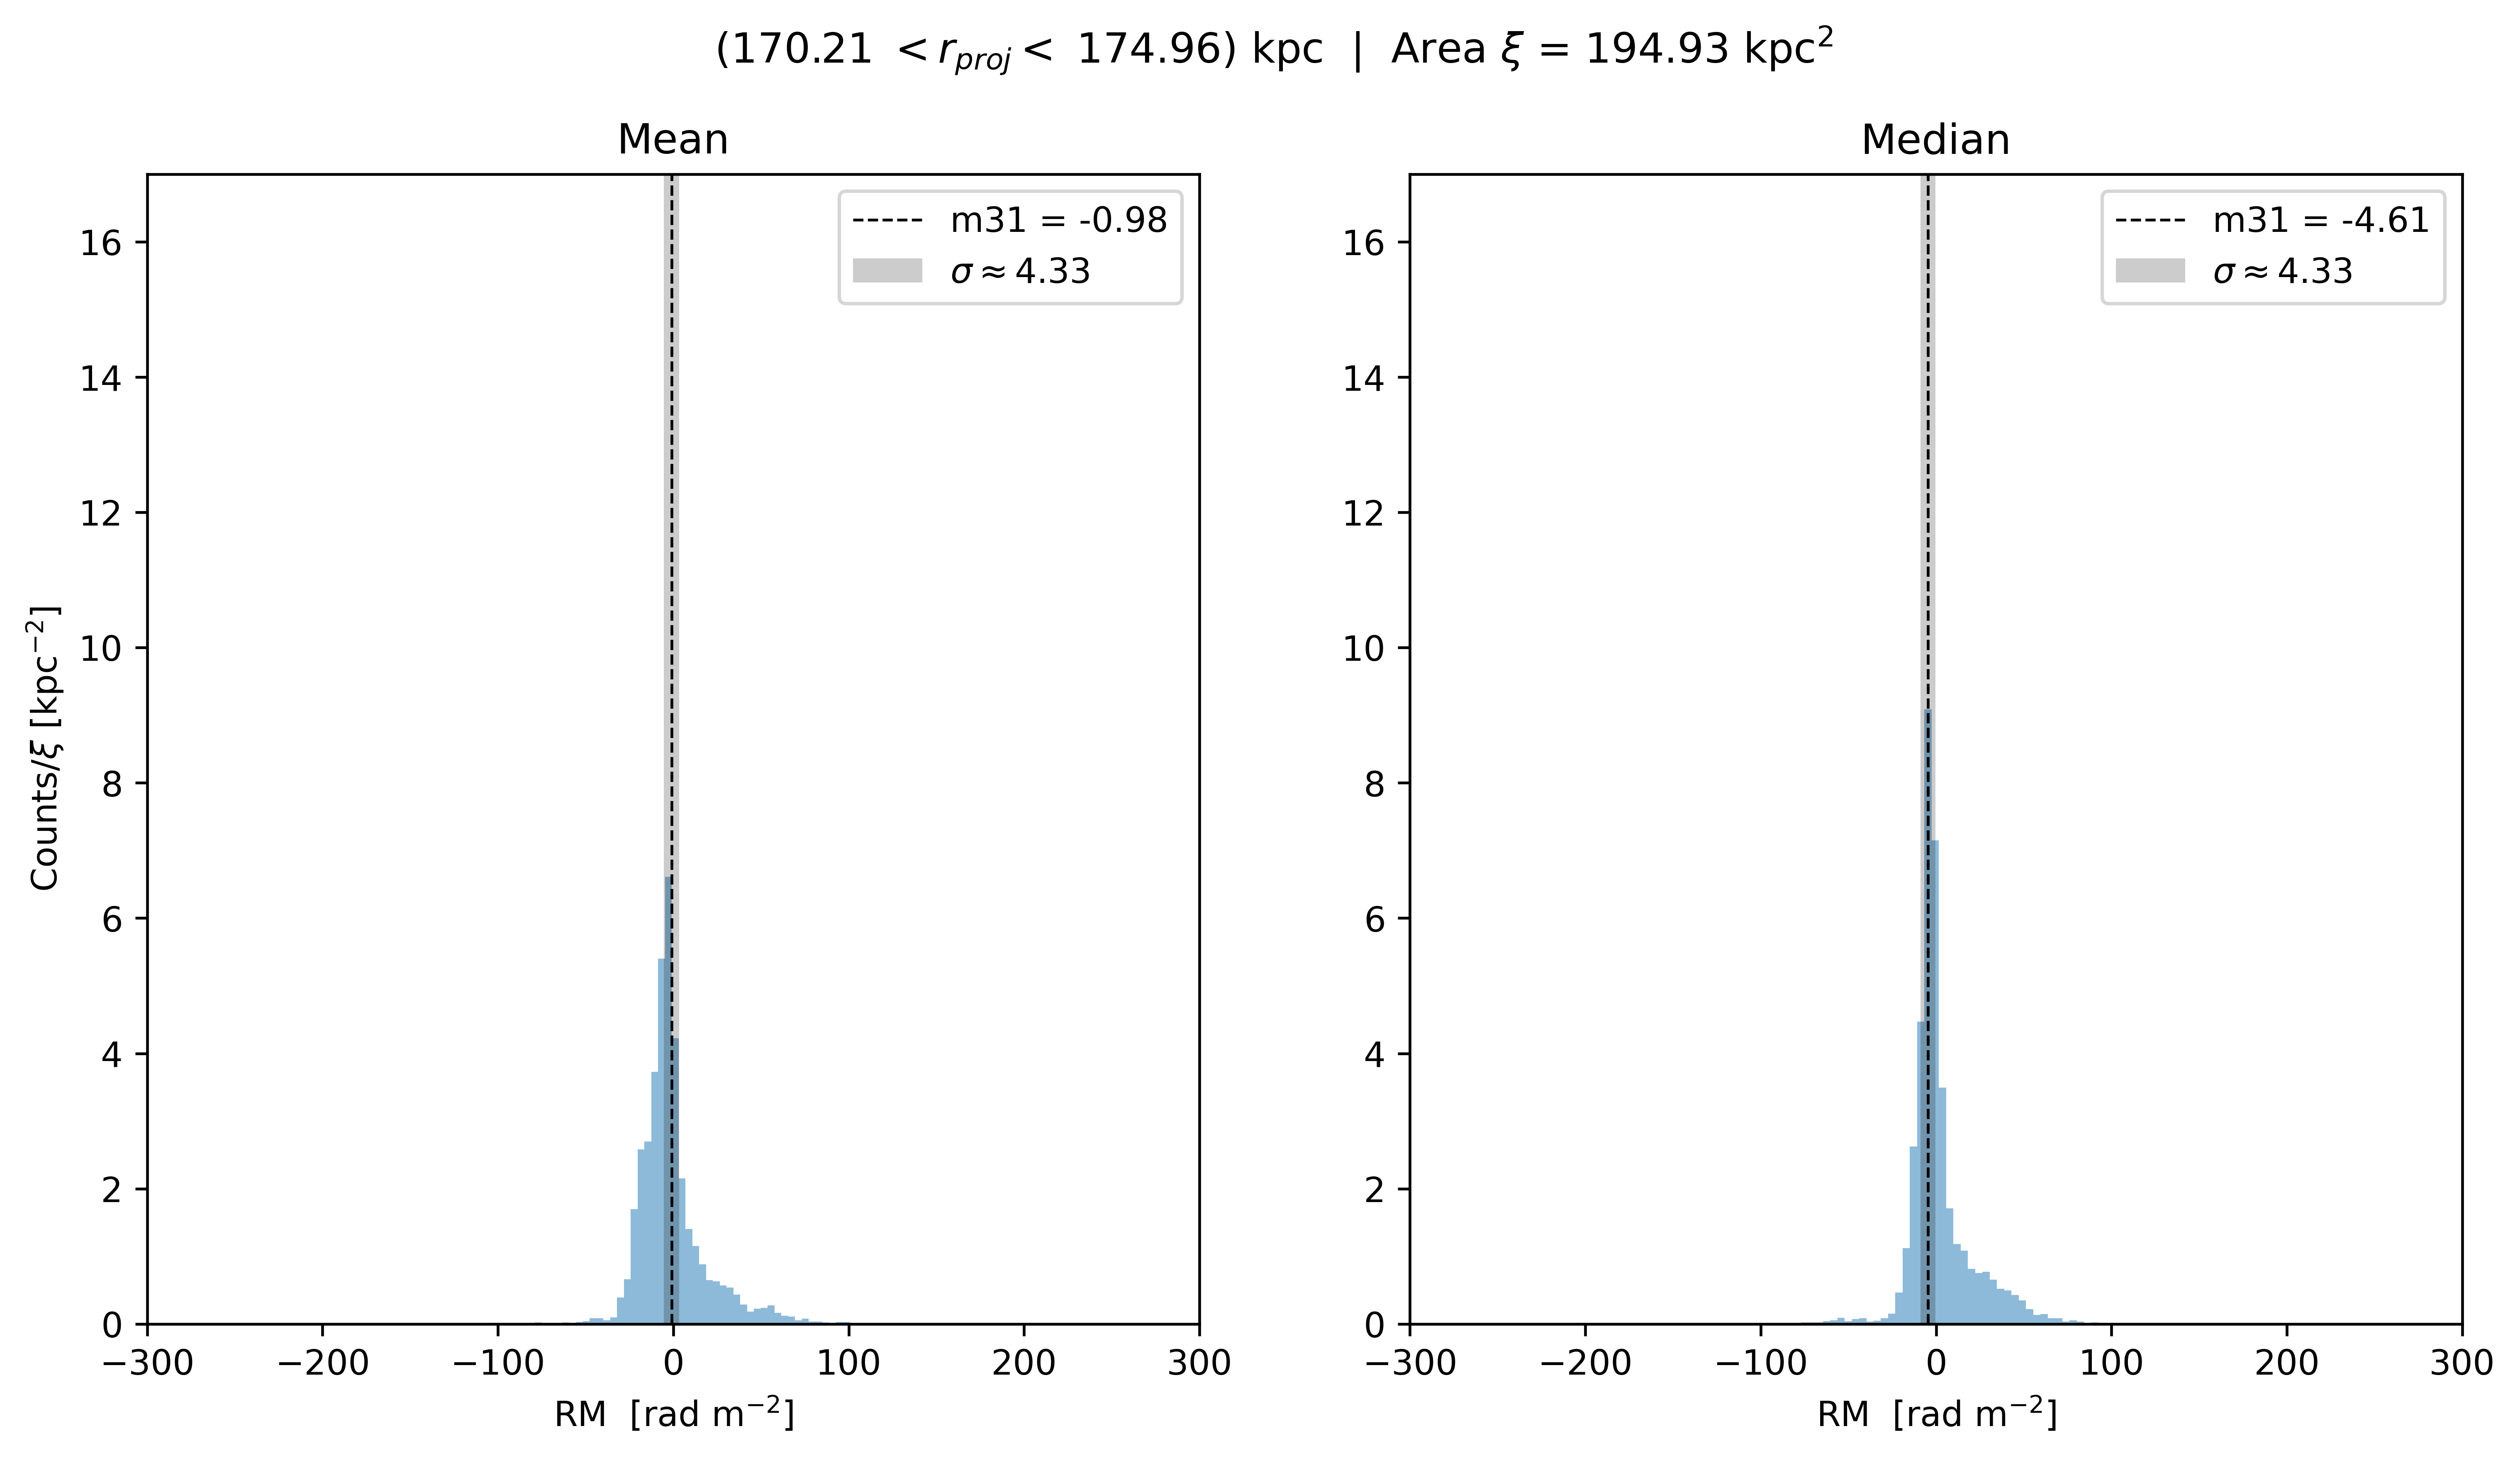 (170.21 < r_proj < 174.96) kpc | Area ξ = 194.93 kpc²
Mean
m31 = -0.98
σ ≈ 4.33
16
14
12
10
8
6
4
2
0
Counts/ξ [kpc⁻²]
−300 −200 −100 0 100 200 300
RM [rad m⁻²]
Median
m31 = -4.61
σ ≈ 4.33
16
14
12
10
8
6
4
2
0
−300 −200 −100 0 100 200 300
RM [rad m⁻²]